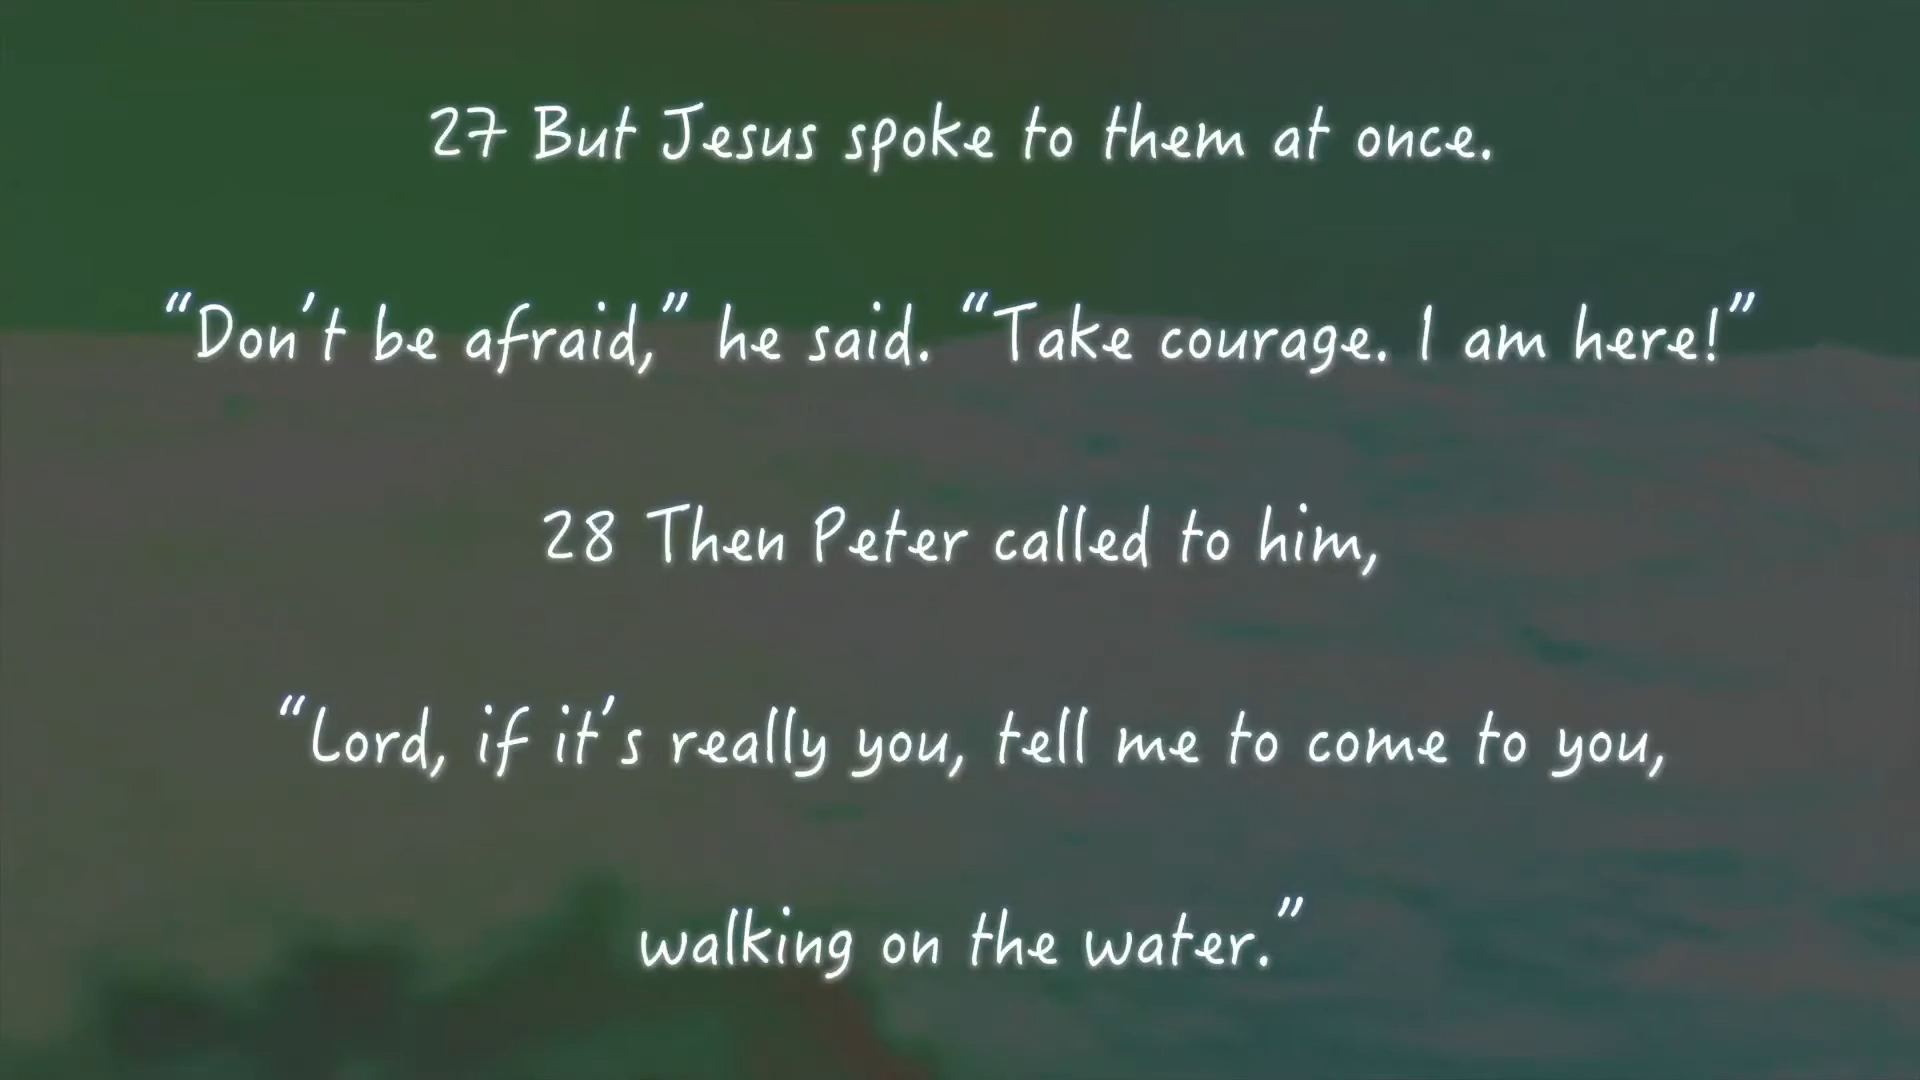 27 But Jesus spoke to them at once.
“Don’t be afraid,” he said. “Take courage. I am here!”
28 Then Peter called to him,
“Lord, if it’s really you, tell me to come to you,
walking on the water.”